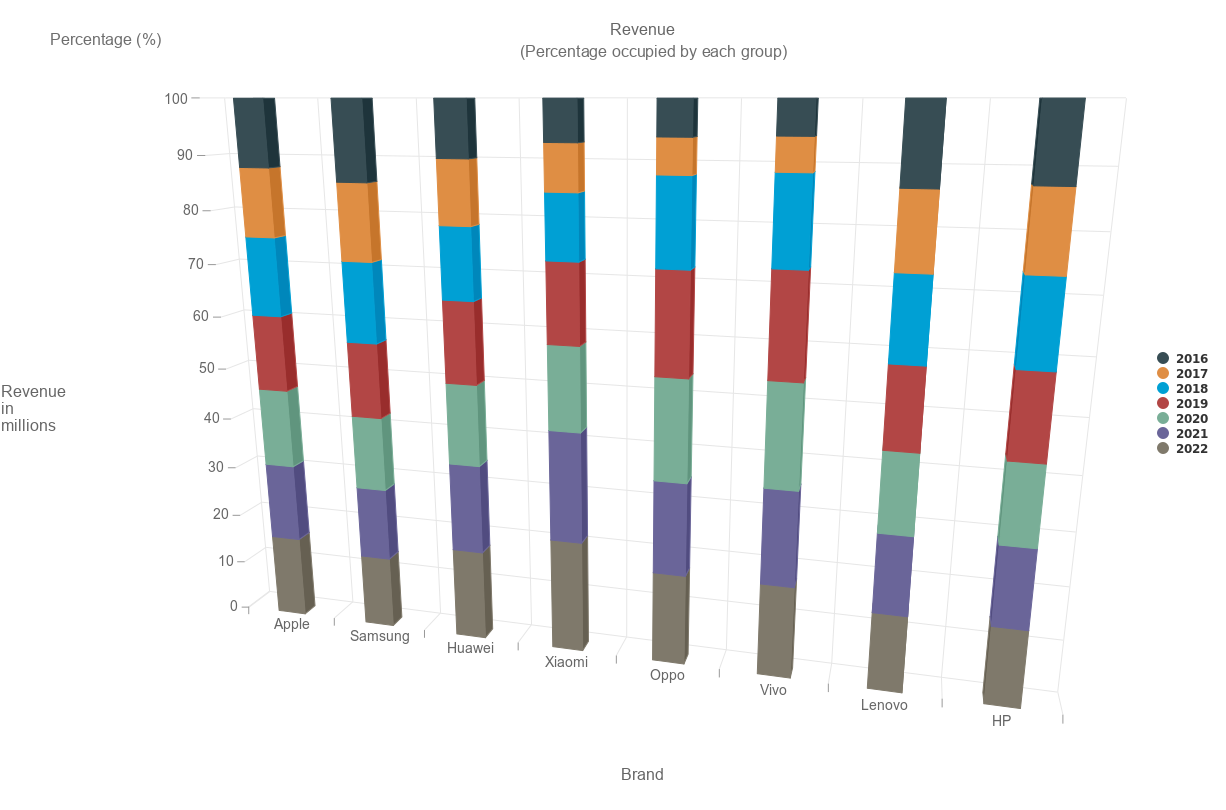 Revenue
(Percentage occupied by each group)
Percentage (%)
100
90
80
70
60
50
40
30
20
10
0
Revenue
in
millions
2016
2017
2018
2019
2020
2021
2022
Apple
Samsung
Huawei
Xiaomi
Oppo
Vivo
Lenovo
HP
Brand